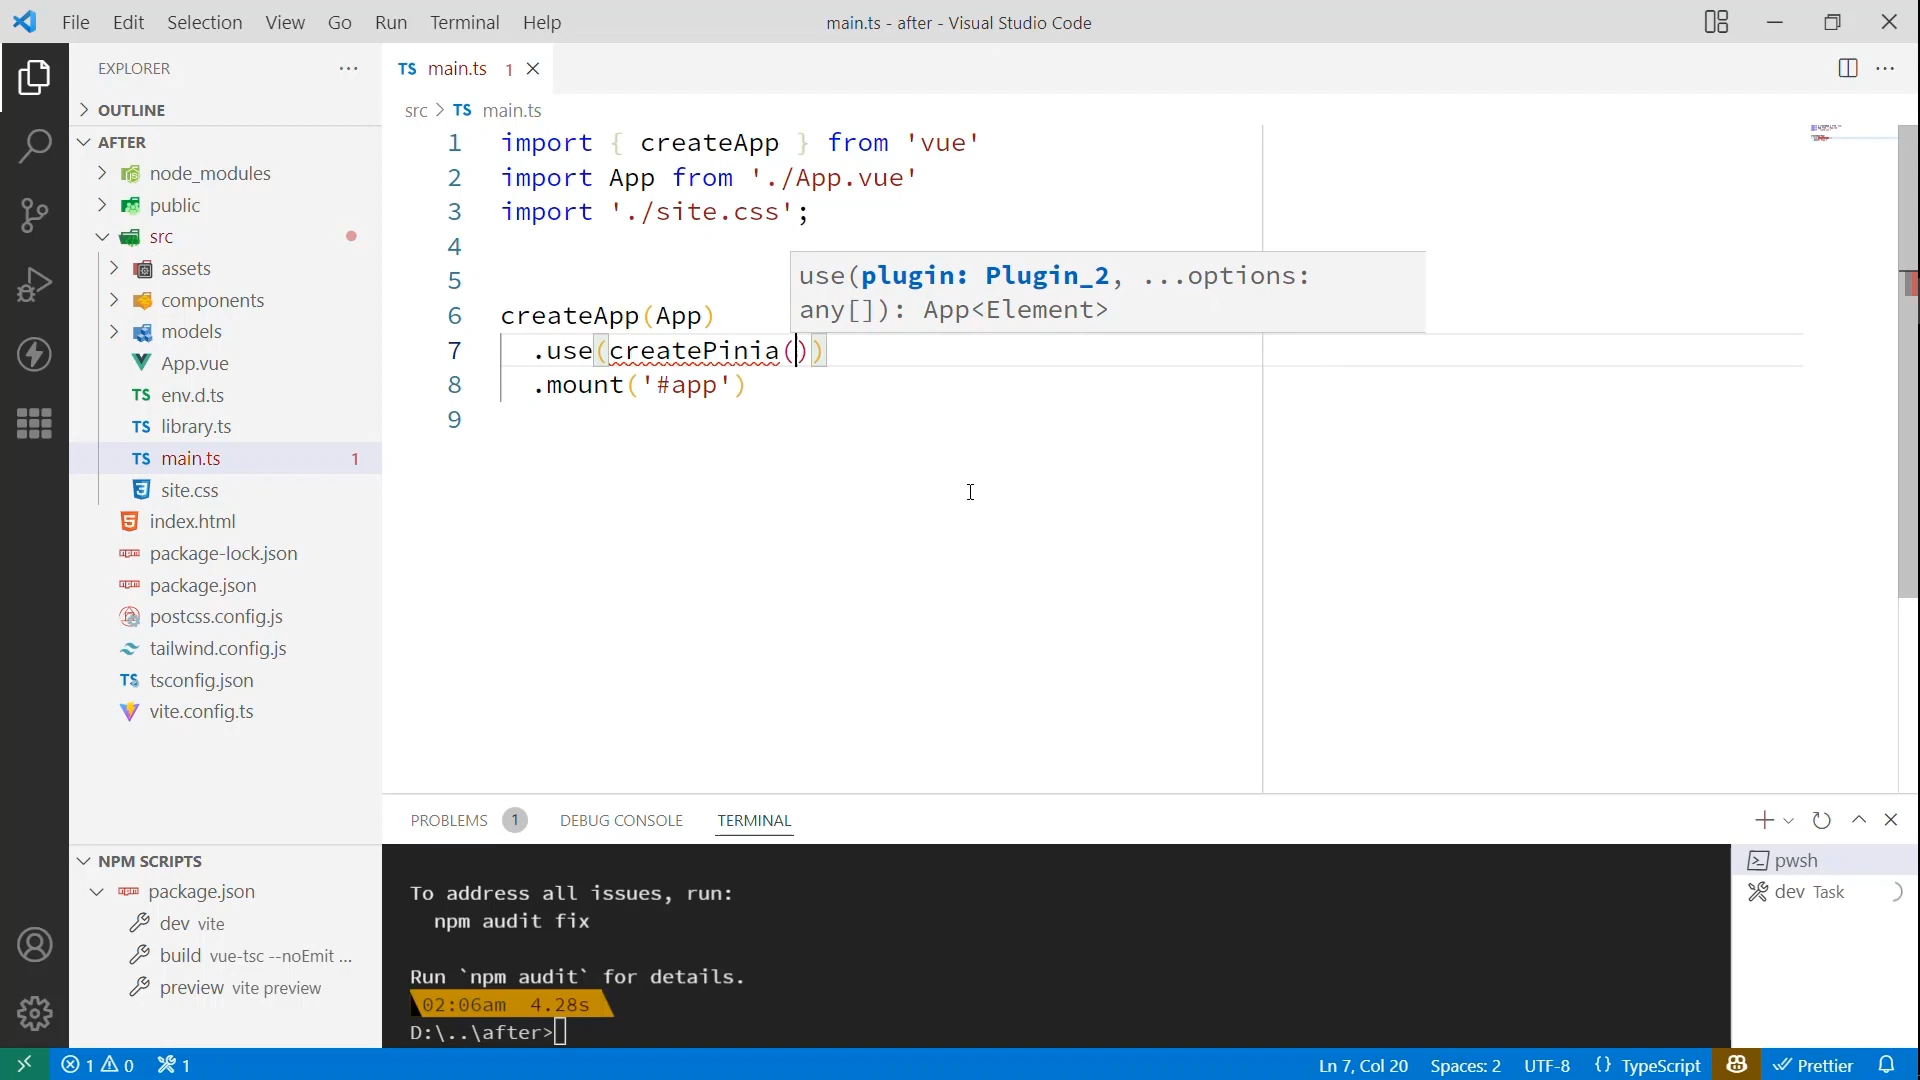 File Edit Selection View Go Run Terminal Help
main.ts - after - Visual Studio Code
EXPLORER
OUTLINE
AFTER
node_modules
public
src
assets
components
models
App.vue
TS env.d.ts
TS library.ts
TS main.ts 1
site.css
index.html
package-lock.json
package.json
postcss.config.js
tailwind.config.js
TS tsconfig.json
vite.config.ts
NPM SCRIPTS
package.json
dev vite
build vue-tsc --noEmit ...
preview vite preview
TS main.ts 1
src > TS main.ts
1 import { createApp } from 'vue'
2 import App from './App.vue'
3 import './site.css';
4
5
use(plugin: Plugin_2, ...options:
any[]): App<Element>
6 createApp(App)
7 .use(createPinia())
8 .mount('#app')
9
PROBLEMS 1 DEBUG CONSOLE TERMINAL
To address all issues, run:
npm audit fix
Run `npm audit` for details.
02:06am 4.28s
D:\..\after>
pwsh
dev Task
1 0 1
Ln 7, Col 20 Spaces: 2 UTF-8 {} TypeScript Prettier